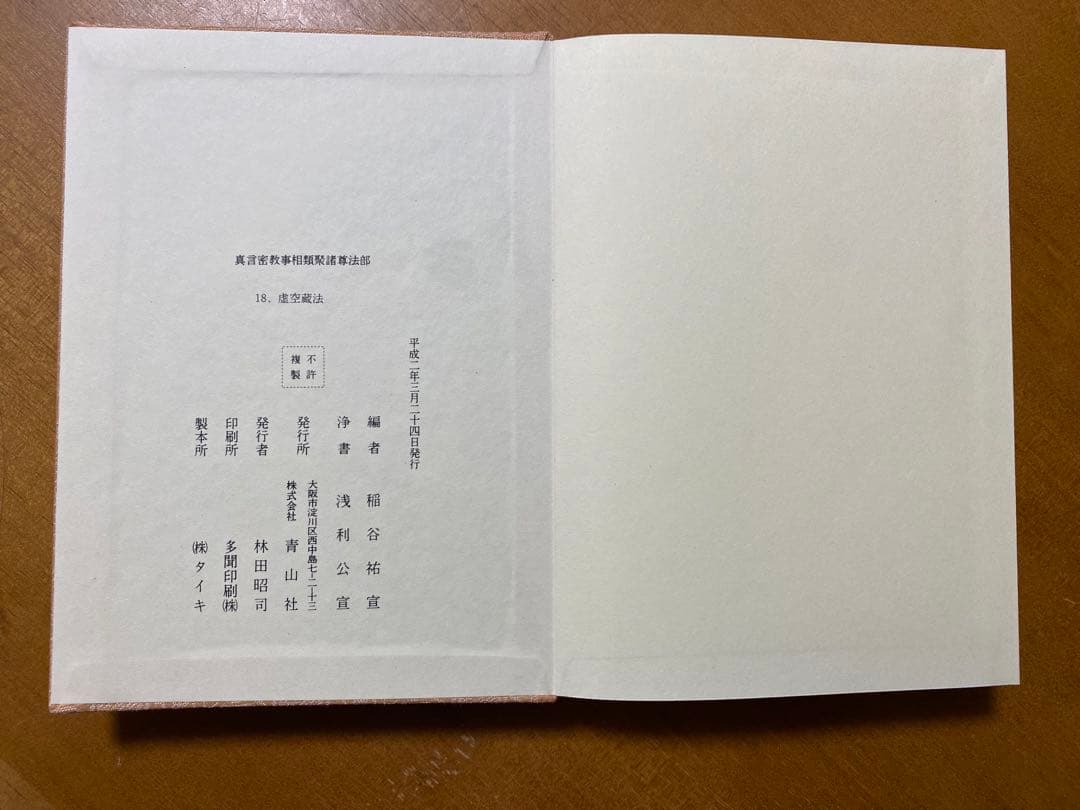 真言密教事相類聚諸尊法部
18、虚空蔵法
不許
複製
平成二年三月二十四日発行
編者 稲谷祐宣
浄書 浅利公宣
発行所 大阪市淀川区西中島七-二-十三
株式会社 青山社
発行者 林田昭司
印刷所 多聞印刷㈱
製本所 ㈱タイキ